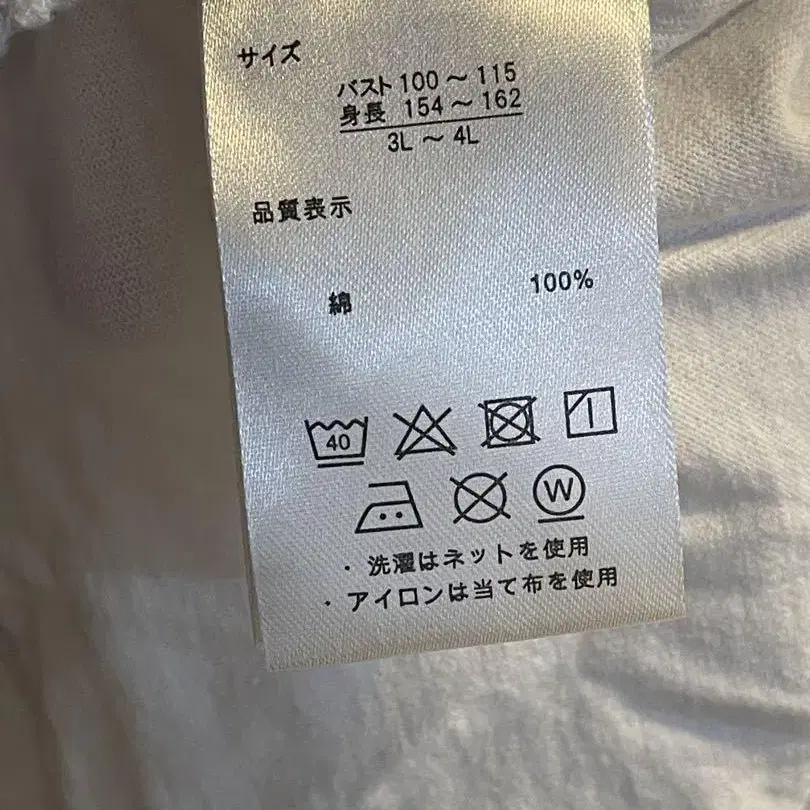 サイズ
バスト 100 ～ 115
身長 154 ～ 162
3L ～ 4L
品質表示
綿 100%
40
W
・洗濯はネットを使用
・アイロンは当て布を使用